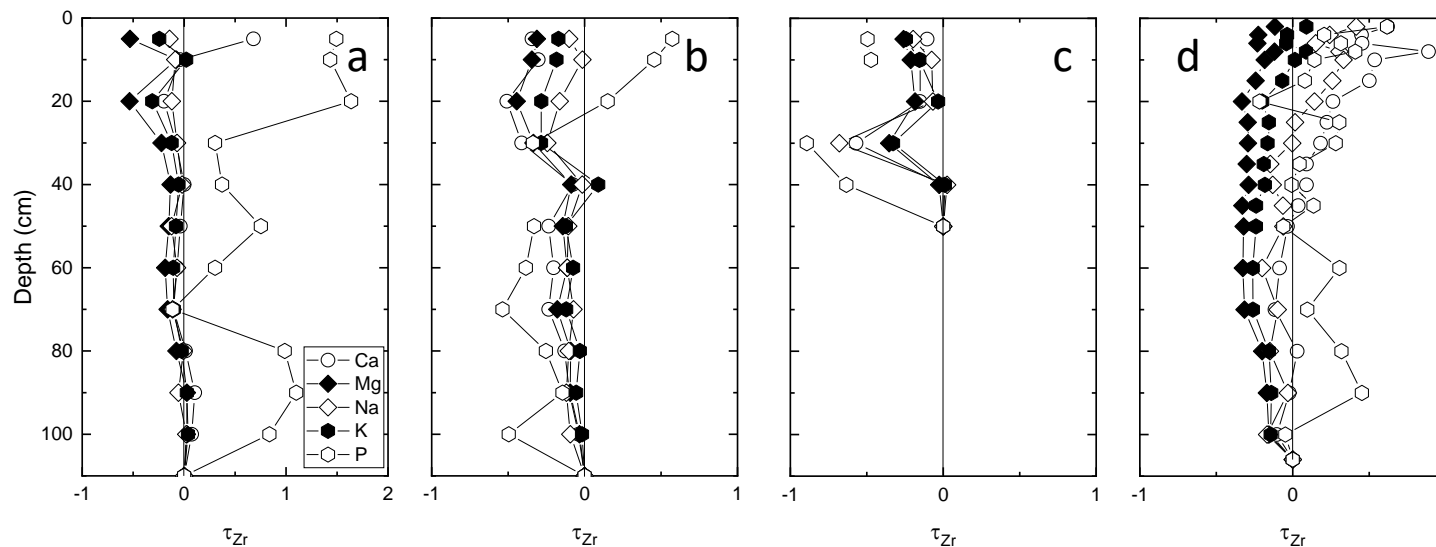 a
b
c
d
0
20
40
60
80
100
Depth (cm)
Ca
Mg
Na
K
P
-1 0 1 2
-1 0 1
-1 0 1
-1 0
τZr
τZr
τZr
τZr